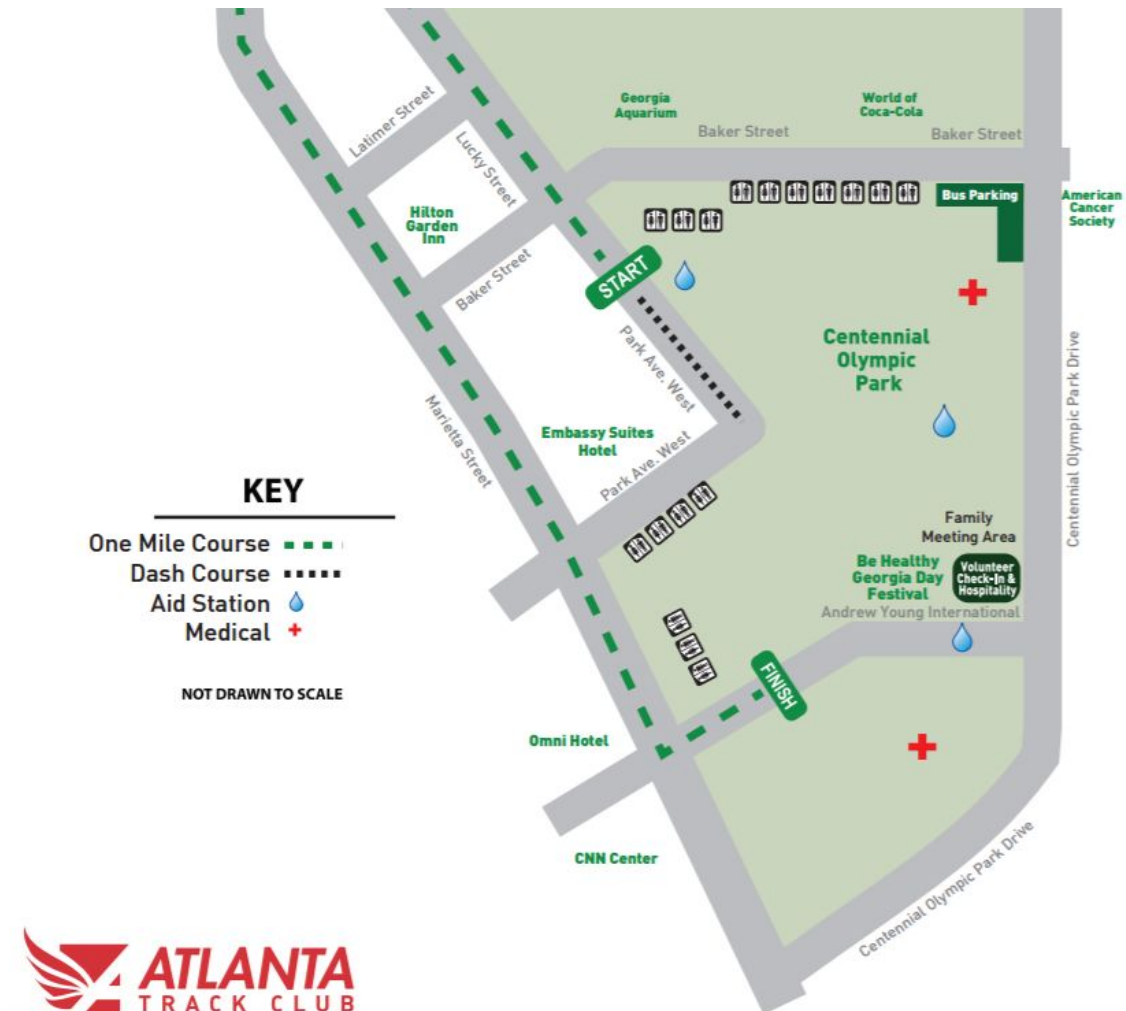 Georgia
Aquarium
World of
Coca-Cola
Baker Street
Baker Street
Latimer Street
Lucky Street
Bus Parking
American
Cancer
Society
Hilton
Garden
Inn
Baker Street
START
Park Ave. West
Centennial
Olympic
Park
Centennial Olympic Park Drive
Marietta Street
Embassy Suites
Hotel
Park Ave. West
KEY
One Mile Course
Dash Course
Aid Station
Medical
NOT DRAWN TO SCALE
Family
Meeting Area
Be Healthy
Georgia Day
Festival
Volunteer
Check-In &
Hospitality
Andrew Young International
FINISH
Omni Hotel
CNN Center
Centennial Olympic Park Drive
ATLANTA
TRACK CLUB